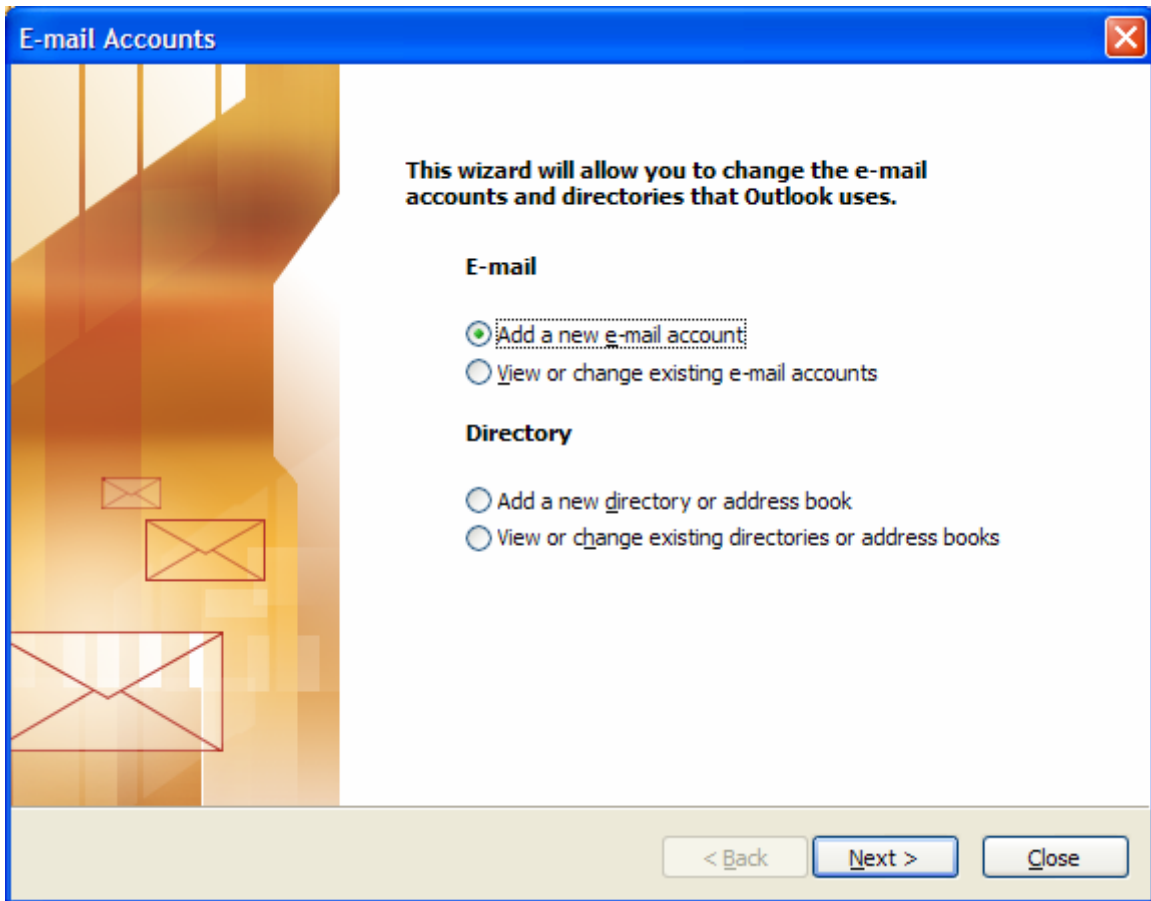 E-mail Accounts
This wizard will allow you to change the e-mail
accounts and directories that Outlook uses.
E-mail
Add a new e-mail account
View or change existing e-mail accounts
Directory
Add a new directory or address book
View or change existing directories or address books
< Back Next > Close